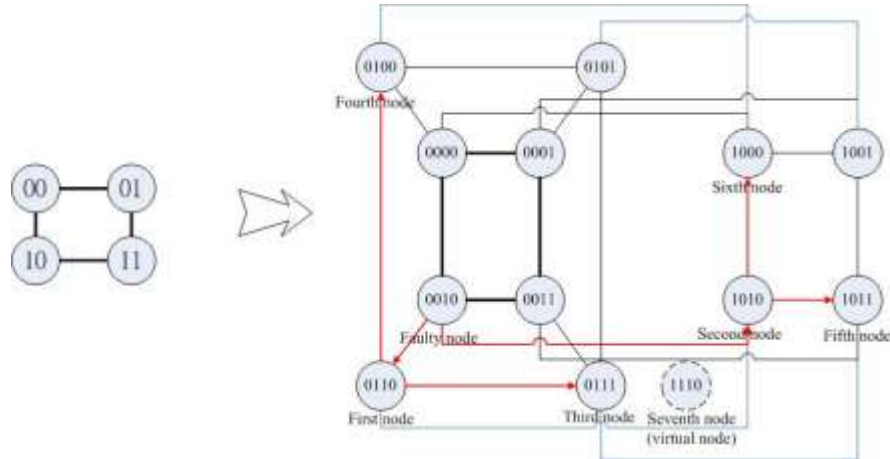 0100
0101
Fourth node
0000
0001
1000
1001
Sixth node
00
01
10
11
0010
0011
1010
1011
Faulty node
Second node
Fifth node
0110
0111
1110
First node
Third node
Seventh node
(virtual node)